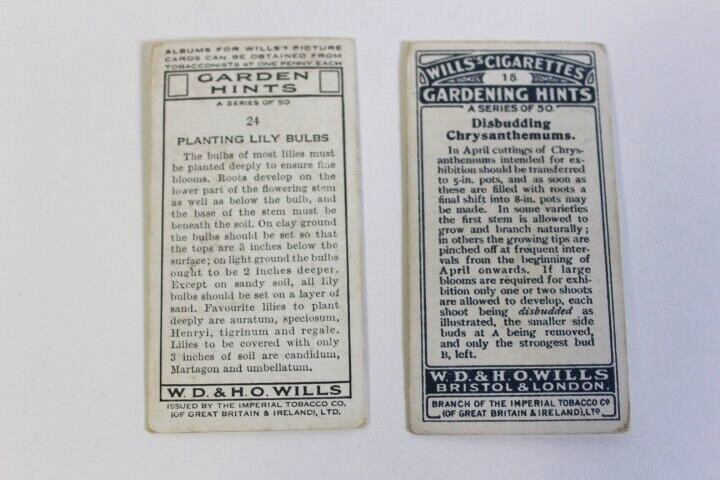 ALBUMS FOR WILLS'S PICTURE
CARDS CAN BE OBTAINED FROM
TOBACCONISTS AT ONE PENNY EACH
GARDEN
HINTS
A SERIES OF 50
24
PLANTING LILY BULBS
The bulbs of most lilies must
be planted deeply to ensure fine
blooms. Roots develop on the
lower part of the flowering stem
as well as below the bulb, and
the base of the stem must be
beneath the soil. On clay ground
the bulbs should be set so that
the tops are 5 inches below the
surface; on light ground the bulbs
ought to be 2 inches deeper.
Except on sandy soil, all lily
bulbs should be set on a layer of
sand. Favourite lilies to plant
deeply are auratum, speciosum,
Henryi, tigrinum and regale.
Lilies to be covered with only
3 inches of soil are candidum,
Martagon and umbellatum.
W. D. & H. O. WILLS
ISSUED BY THE IMPERIAL TOBACCO CO.
(OF GREAT BRITAIN & IRELAND), LTD.
WILLS'S CIGARETTES
15
GARDENING HINTS
A SERIES OF 50.
Disbudding
Chrysanthemums.
In April cuttings of Chrys-
anthemums intended for ex-
hibition should be transferred
to 5-in. pots, and as soon as
these are filled with roots a
final shift into 8-in. pots may
be made. In some varieties
the first stem is allowed to
grow and branch naturally;
in others the growing tips are
pinched off at frequent inter-
vals from the beginning of
April onwards. If large
blooms are required for exhi-
bition only one or two shoots
are allowed to develop, each
shoot being disbudded as
illustrated, the smaller side
buds at A being removed,
and only the strongest bud
B, left.
W. D. & H. O. WILLS
BRISTOL & LONDON.
BRANCH OF THE IMPERIAL TOBACCO CO
(OF GREAT BRITAIN & IRELAND), LTD